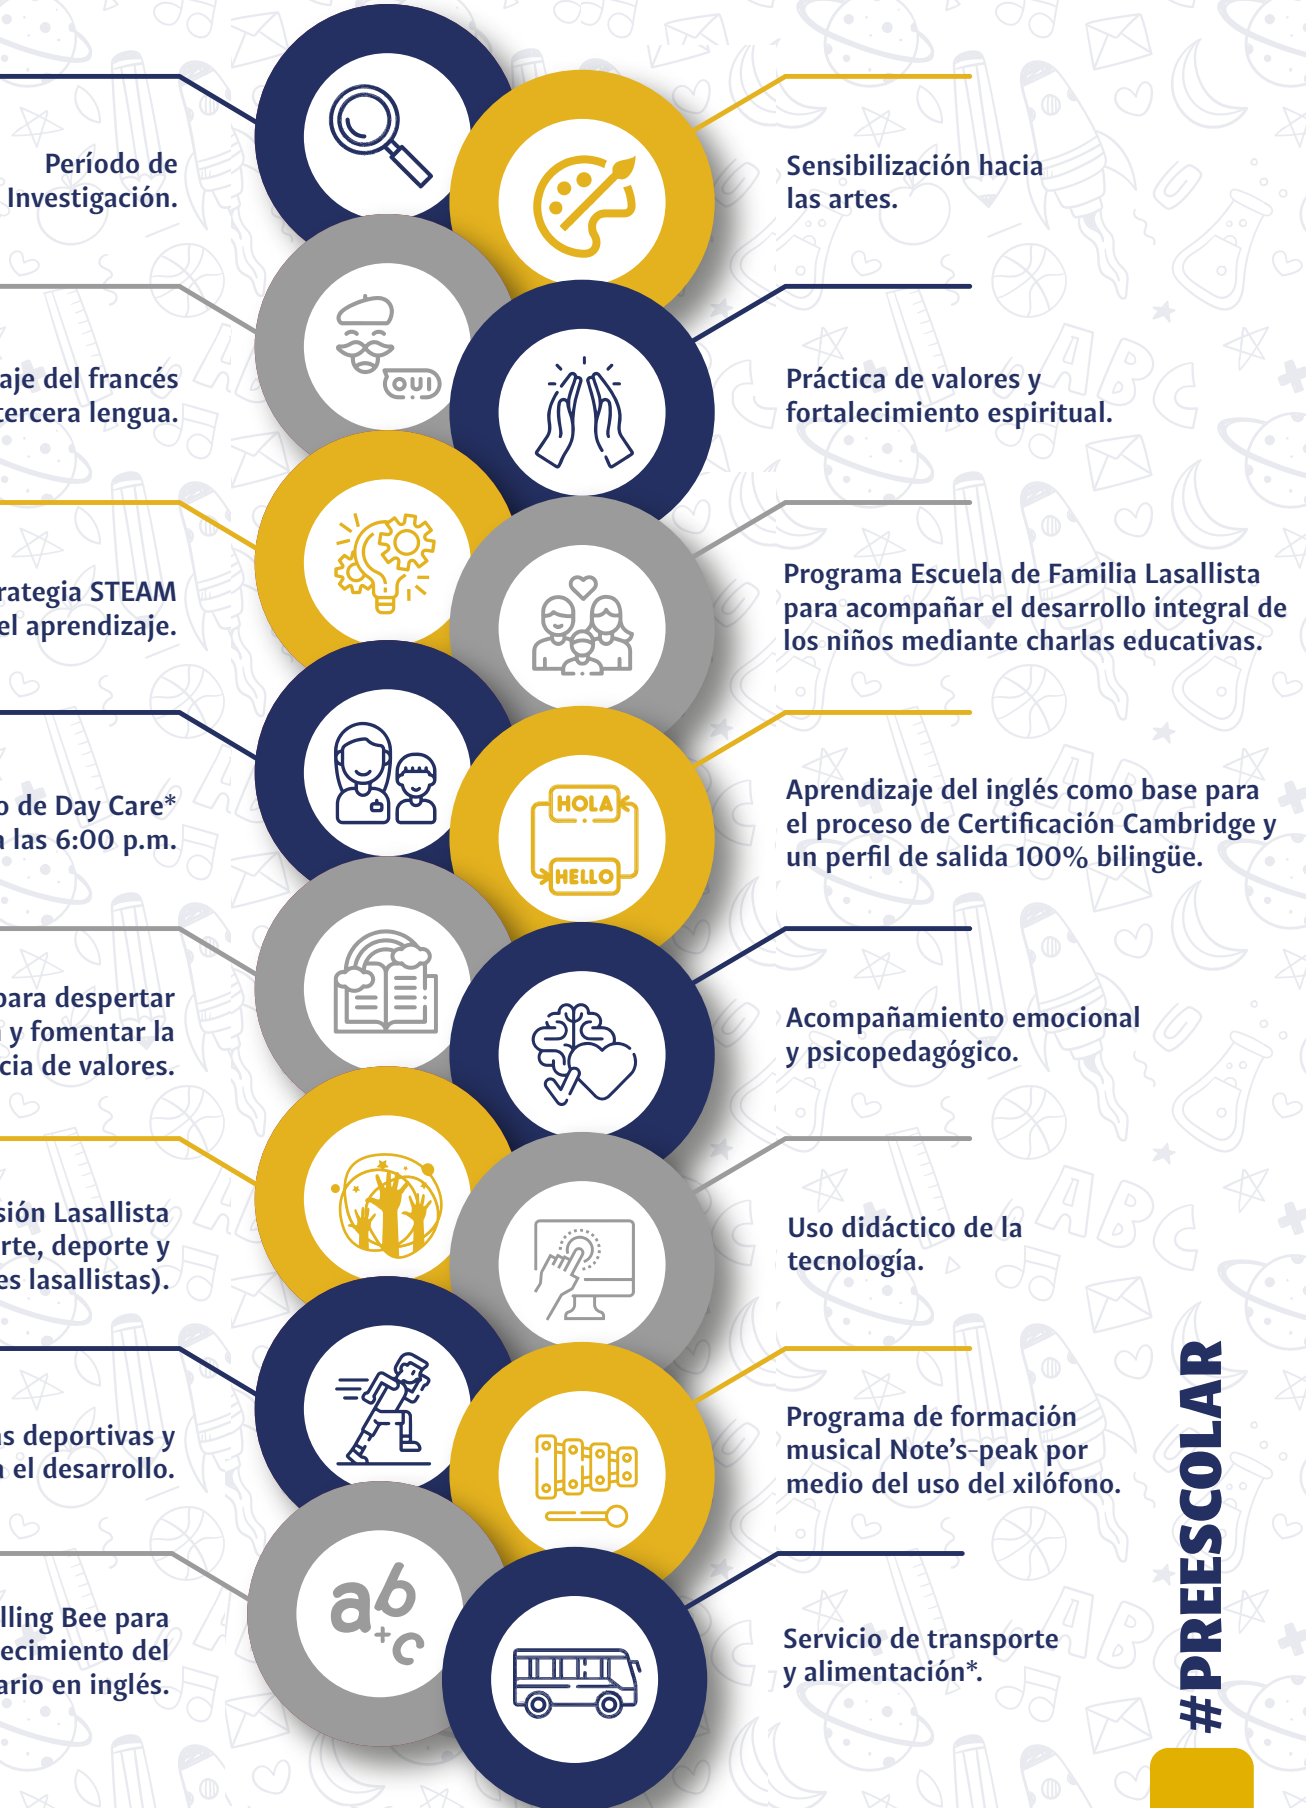 Período de
Investigación.
Sensibilización hacia
las artes.
OUI
aje del francés
tercera lengua.
Práctica de valores y
fortalecimiento espiritual.
rategia STEAM
el aprendizaje.
Programa Escuela de Familia Lasallista
para acompañar el desarrollo integral de
los niños mediante charlas educativas.
o de Day Care*
a las 6:00 p.m.
HOLA
HELLO
Aprendizaje del inglés como base para
el proceso de Certificación Cambridge y
un perfil de salida 100% bilingüe.
para despertar
y fomentar la
cia de valores.
Acompañamiento emocional
y psicopedagógico.
sión Lasallista
rte, deporte y
es lasallistas).
Uso didáctico de la
tecnología.
as deportivas y
a el desarrollo.
Programa de formación
musical Note's-peak por
medio del uso del xilófono.
ab+c
lling Bee para
ecimiento del
ario en inglés.
Servicio de transporte
y alimentación*.
#PREESCOLAR